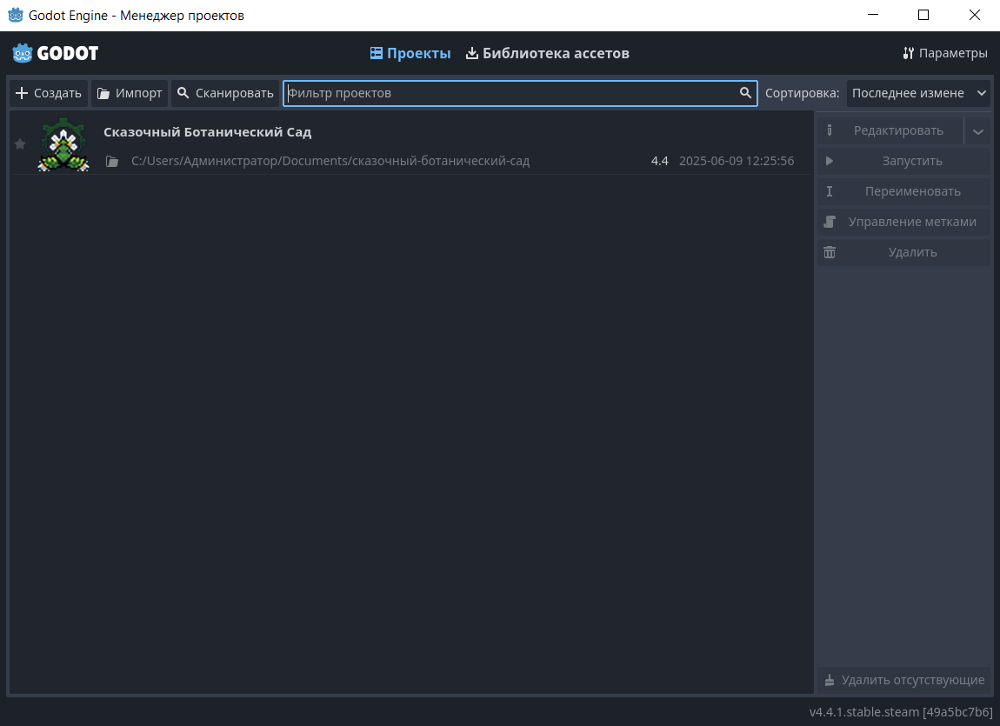 Godot Engine - Менеджер проектов
GODOT
Проекты
Библиотека ассетов
Параметры
Создать
Импорт
Сканировать
Фильтр проектов
Сортировка:
Последнее измене
Сказочный Ботанический Сад
C:/Users/Администратор/Documents/сказочный-ботанический-сад
4.4
2025-06-09 12:25:56
Редактировать
Запустить
Переименовать
Управление метками
Удалить
Удалить отсутствующие
v4.4.1.stable.steam [49a5bc7b6]